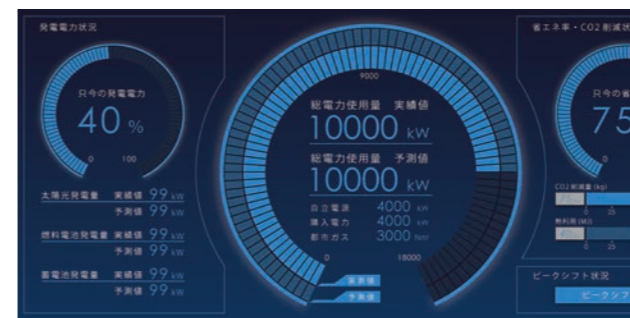 発電電力状況
只今の発電電力
40 %
0 100
太陽光発電量 実績値 99 kW
予測値 99 kW
燃料電池発電量 実績値 99 kW
予測値 99 kW
蓄電池発電量 実績値 99 kW
予測値 99 kW
9000
総電力使用量 実績値
10000 kW
総電力使用量 予測値
10000 kW
自立電源 4000 kW
購入電力 4000 kW
都市ガス 3000
0 18000
実測値
予測値
省エネ率・CO2削減状
只今の省
75
0
CO2削減量 (kg)
0 25
熱利用 (MJ)
0 25
ピークシフト状況
ピークシフ